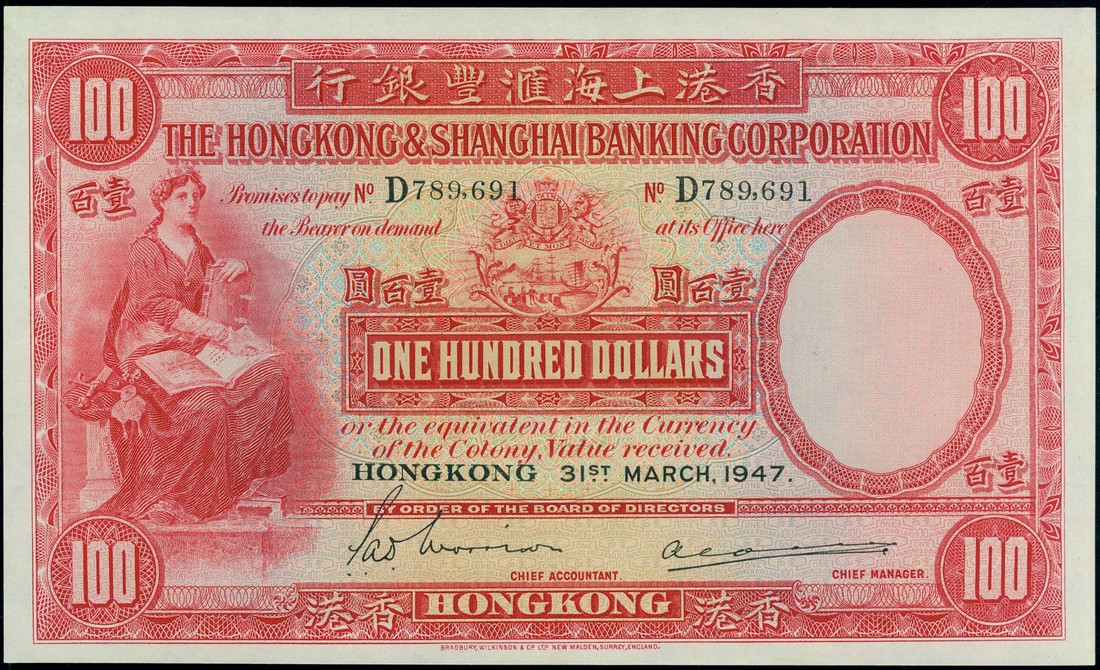 香港上海滙豐銀行
100 100
THE HONGKONG & SHANGHAI BANKING CORPORATION
壹百 Promises to pay No D789,691 No D789,691 壹百
the Bearer on demand at its Office here
壹百圓 壹百圓
ONE HUNDRED DOLLARS
or the equivalent in the Currency
of the Colony, Value received.
HONGKONG 31ST MARCH, 1947.
壹百
BY ORDER OF THE BOARD OF DIRECTORS
CHIEF ACCOUNTANT. CHIEF MANAGER.
100 100
香港 HONGKONG 香港
BRADBURY, WILKINSON & CO LTD NEW MALDEN, SURREY, ENGLAND.